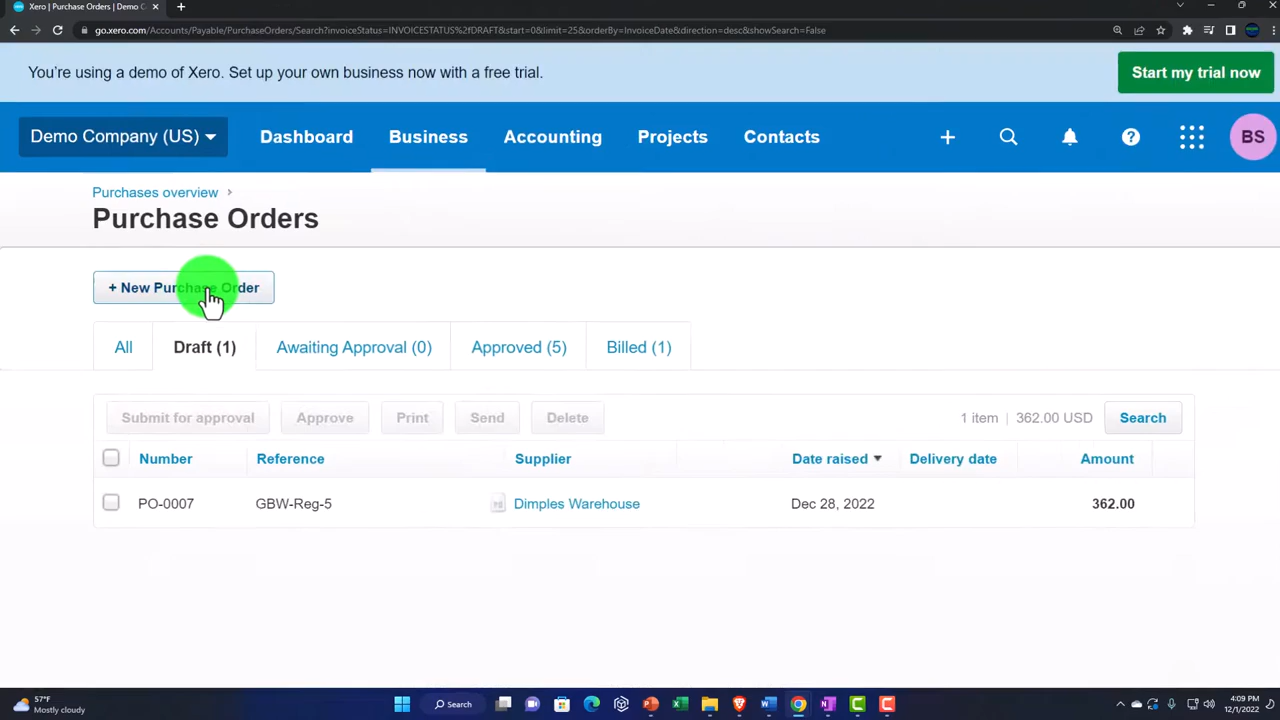 Xero | Purchase Orders | Demo C
go.xero.com/Accounts/Payable/PurchaseOrders/Search?invoiceStatus=INVOICESTATUS%2fDRAFT&start=0&limit=25&orderBy=InvoiceDate&direction=desc&showSearch=False
You're using a demo of Xero. Set up your own business now with a free trial.
Start my trial now
Demo Company (US)
Dashboard
Business
Accounting
Projects
Contacts
BS
Purchases overview ›
Purchase Orders
+ New Purchase Order
All
Draft (1)
Awaiting Approval (0)
Approved (5)
Billed (1)
Submit for approval
Approve
Print
Send
Delete
1 item | 362.00 USD
Search
Number
Reference
Supplier
Date raised
Delivery date
Amount
PO-0007
GBW-Reg-5
Dimples Warehouse
Dec 28, 2022
362.00
57°F
Mostly cloudy
Search
4:09 PM
12/1/2022